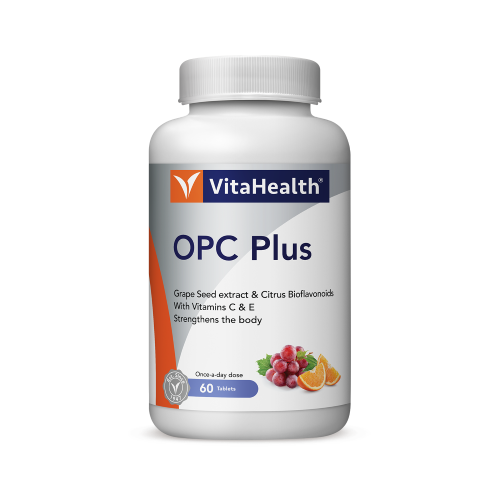 VitaHealth®
OPC Plus
Grape Seed extract & Citrus Bioflavonoids
With Vitamins C & E
Strengthens the body
Once-a-day dose
60 Tablets